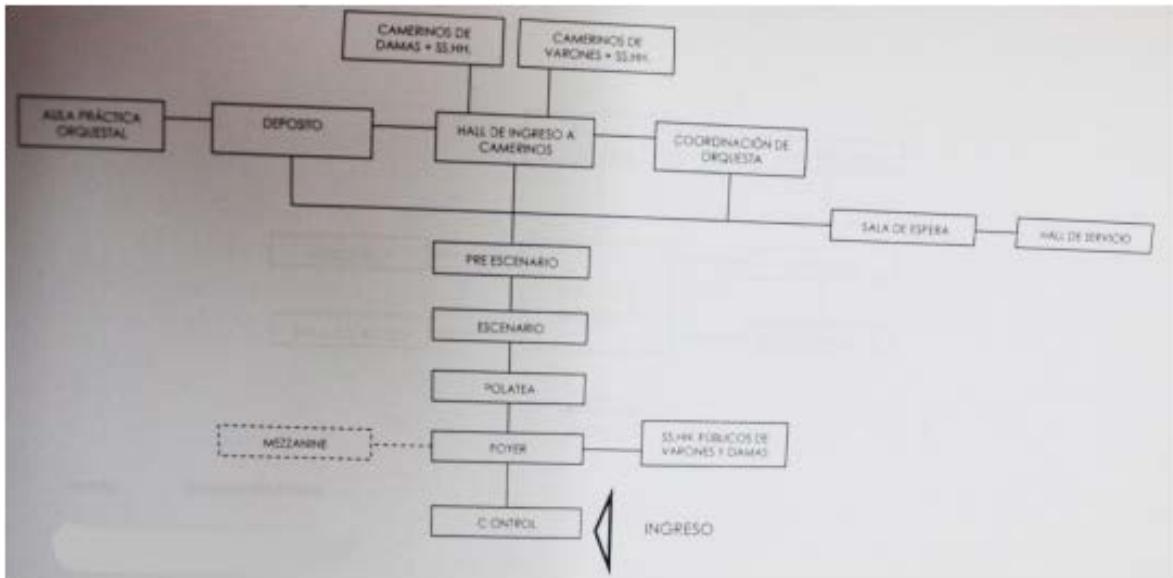 CAMERINOS DE
DAMAS + SS.HH.
CAMERINOS DE
VARONES + SS.HH.
AULA PRÁCTICA
ORQUESTAL
DEPOSITO
HALL DE INGRESO A
CAMERINOS
COORDINACIÓN DE
ORQUESTA
SALA DE ESPERA
HALL DE SERVICIO
PRE ESCENARIO
ESCENARIO
POLATEA
MEZZANINE
FOYER
SS.HH. PÚBLICOS DE
VARONES Y DAMAS
C ONTROL
INGRESO